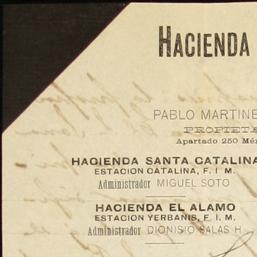 HACIENDA
PABLO MARTINE
PROPIETA
Apartado 250 Mé
HACIENDA SANTA CATALINA
ESTACION CATALINA, F. I. M.
Administrador MIGUEL SOTO
HACIENDA EL ALAMO
ESTACION YERBANIS, F. I. M.
Administrador DIONISIO SALAS H.